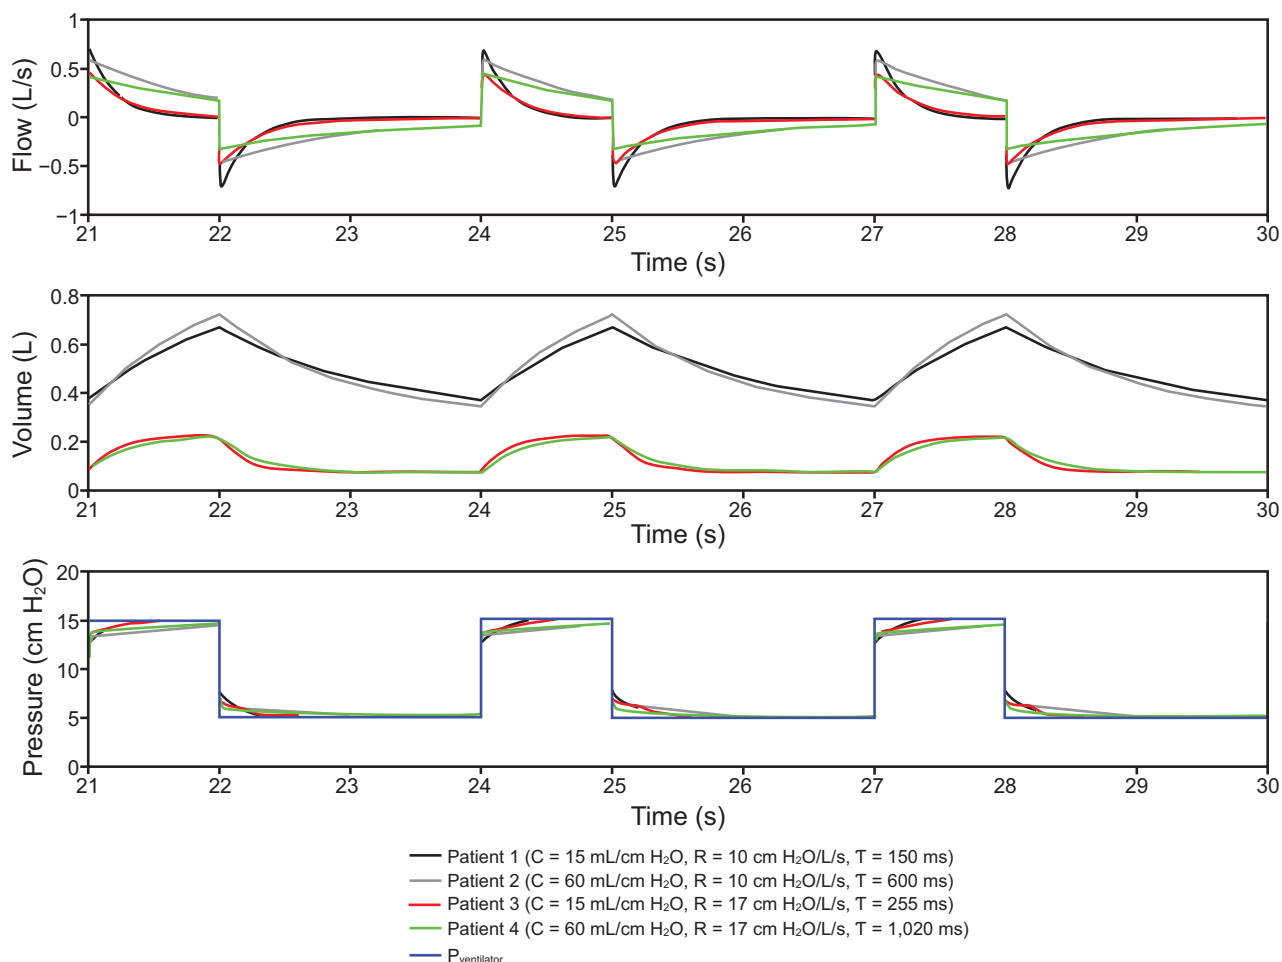 1
0.5
0
−0.5
−1
Flow (L/s)
21 22 23 24 25 26 27 28 29 30
Time (s)
0.8
0.6
0.4
0.2
0
Volume (L)
21 22 23 24 25 26 27 28 29 30
Time (s)
20
15
10
5
0
Pressure (cm H₂O)
21 22 23 24 25 26 27 28 29 30
Time (s)
Patient 1 (C = 15 mL/cm H₂O, R = 10 cm H₂O/L/s, Ƭ = 150 ms)
Patient 2 (C = 60 mL/cm H₂O, R = 10 cm H₂O/L/s, Ƭ = 600 ms)
Patient 3 (C = 15 mL/cm H₂O, R = 17 cm H₂O/L/s, Ƭ = 255 ms)
Patient 4 (C = 60 mL/cm H₂O, R = 17 cm H₂O/L/s, Ƭ = 1,020 ms)
Pventilator